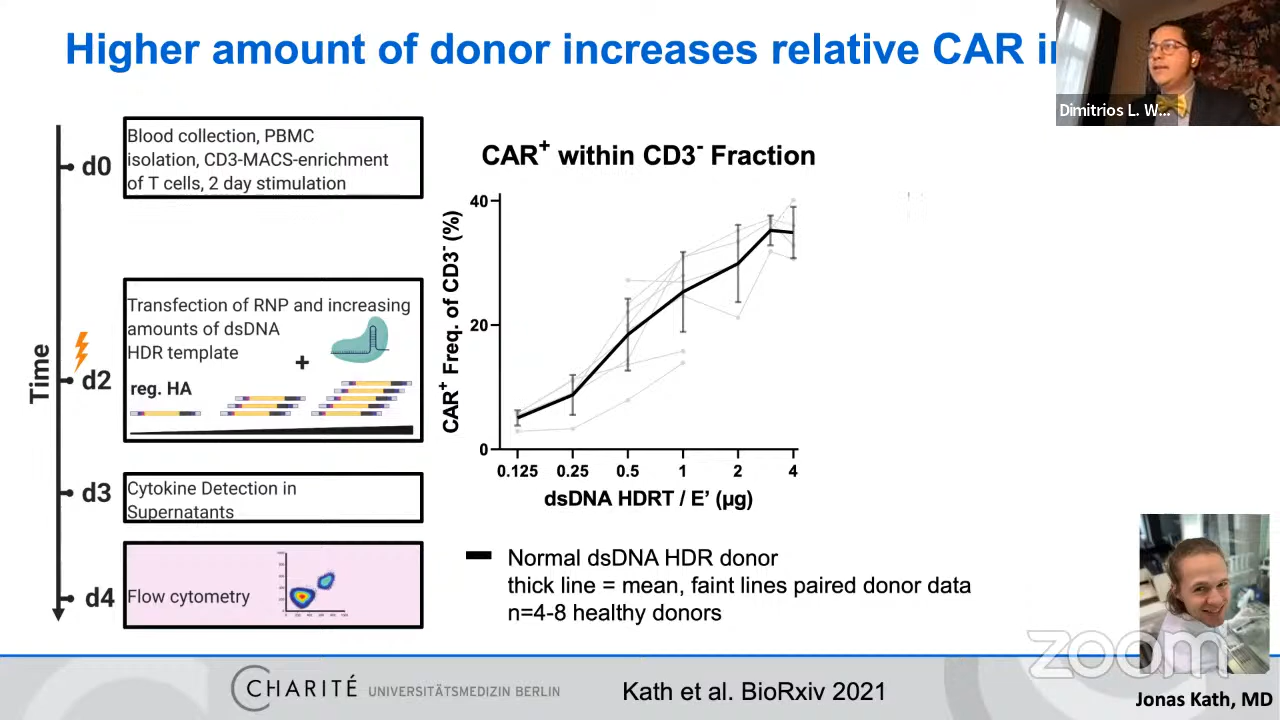 Higher amount of donor increases relative CAR
Dimitrios L. W...
d0
Blood collection, PBMC
isolation, CD3-MACS-enrichment
of T cells, 2 day stimulation
Time
d2
Transfection of RNP and increasing
amounts of dsDNA
HDR template
+
reg. HA
d3
Cytokine Detection in
Supernatants
d4
Flow cytometry
CAR+ within CD3- Fraction
CAR+ Freq. of CD3- (%)
40
20
0
0.125 0.25 0.5 1 2 4
dsDNA HDRT / E’ (µg)
Normal dsDNA HDR donor
thick line = mean, faint lines paired donor data
n=4-8 healthy donors
zoom
Jonas Kath, MD
CHARITÉ UNIVERSITÄTSMEDIZIN BERLIN
Kath et al. BioRxiv 2021